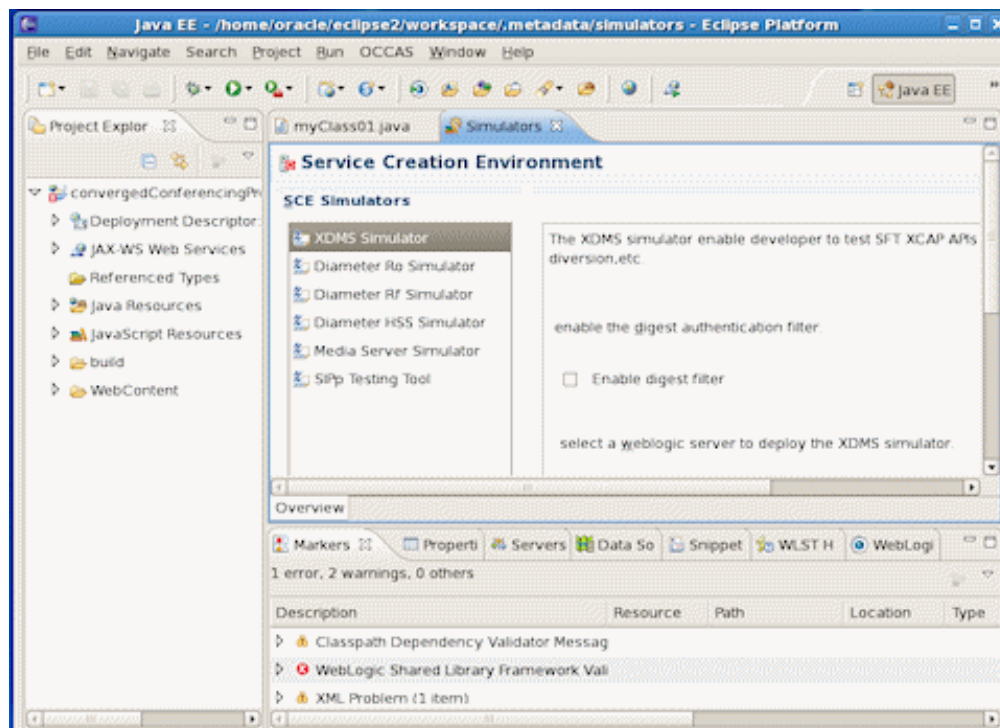 Java EE - /home/oracle/eclipse2/workspace/.metadata/simulators - Eclipse Platform
File Edit Navigate Search Project Run OCCAS Window Help
Java EE
Project Explor
myClass01.java
Simulators
Service Creation Environment
convergedConferencingPr
SCE Simulators
Deployment Descriptor:
XDMS Simulator
The XDMS simulator enable developer to test SFT XCAP APIs
JAX-WS Web Services
Diameter Ro Simulator
diversion,etc.
Referenced Types
Diameter Rf Simulator
Java Resources
Diameter HSS Simulator
enable the digest authentication filter.
JavaScript Resources
Media Server Simulator
build
SIPp Testing Tool
Enable digest filter
WebContent
select a weblogic server to deploy the XDMS simulator.
Overview
Markers
Properti
Servers
Data So
Snippet
WLST H
WebLogi
1 error, 2 warnings, 0 others
Description Resource Path Location Type
Classpath Dependency Validator Messag
WebLogic Shared Library Framework Vali
XML Problem (1 item)